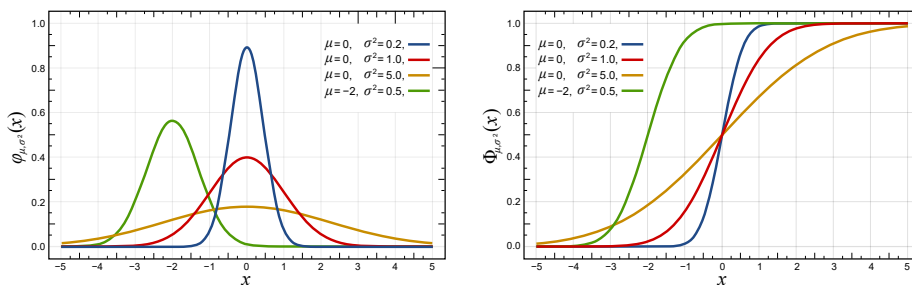 1.0
0.8
0.6
0.4
0.2
0.0
φμ,σ²(x)
μ=0, σ²=0.2,
μ=0, σ²=1.0,
μ=0, σ²=5.0,
μ=−2, σ²=0.5,
−5 −4 −3 −2 −1 0 1 2 3 4 5
x
1.0
0.8
0.6
0.4
0.2
0.0
Φμ,σ²(x)
μ=0, σ²=0.2,
μ=0, σ²=1.0,
μ=0, σ²=5.0,
μ=−2, σ²=0.5,
−5 −4 −3 −2 −1 0 1 2 3 4 5
x